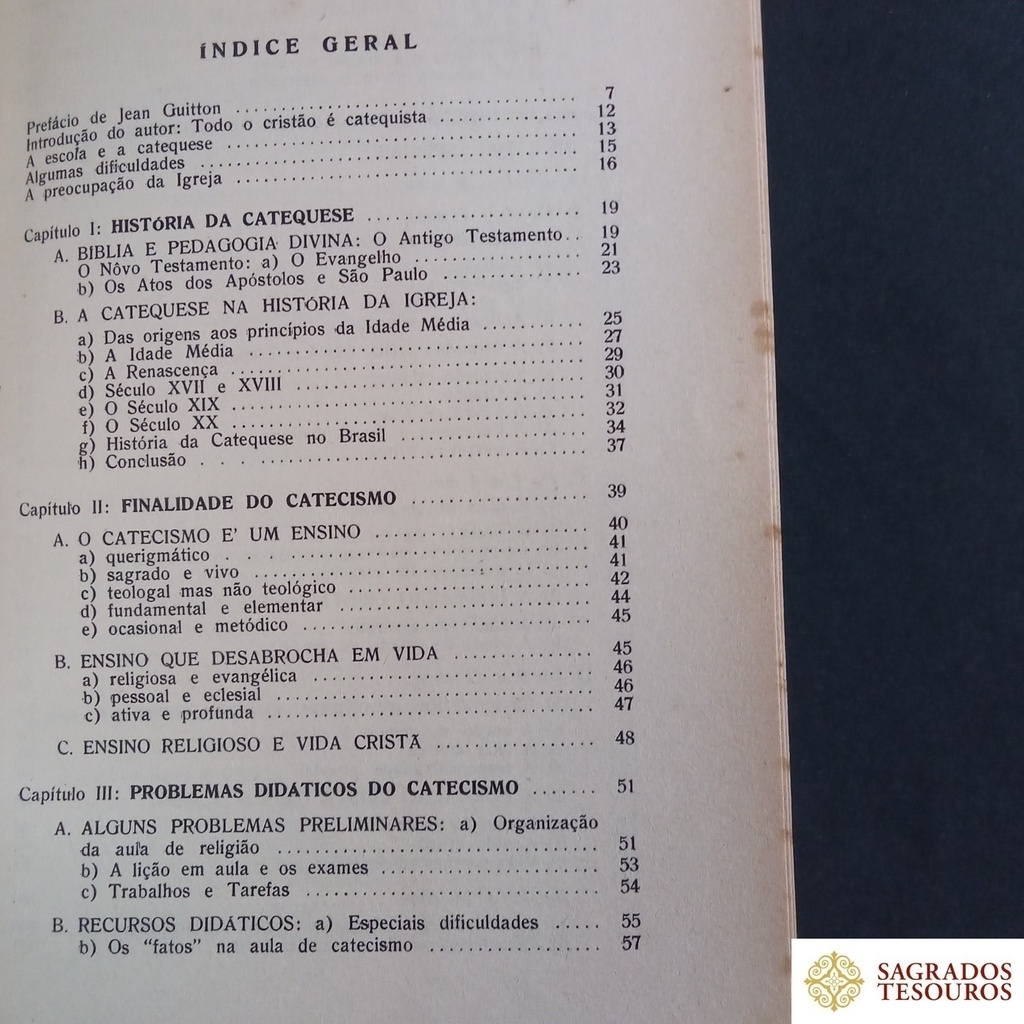 ÍNDICE GERAL
Prefácio de Jean Guitton ........ 7
Introdução do autor: Todo o cristão é catequista ........ 12
A escola e a catequese ........ 13
Algumas dificuldades ........ 15
A preocupação da Igreja ........ 16
Capítulo I: HISTÓRIA DA CATEQUESE ........ 19
A. BÍBLIA E PEDAGOGIA DIVINA: O Antigo Testamento.. 19
O Nôvo Testamento: a) O Evangelho ........ 21
b) Os Atos dos Apóstolos e São Paulo ........ 23
B. A CATEQUESE NA HISTÓRIA DA IGREJA:
a) Das origens aos princípios da Idade Média ........ 25
b) A Idade Média ........ 27
c) A Renascença ........ 29
d) Século XVII e XVIII ........ 30
e) O Século XIX ........ 31
f) O Século XX ........ 32
g) História da Catequese no Brasil ........ 34
h) Conclusão ........ 37
Capítulo II: FINALIDADE DO CATECISMO ........ 39
A. O CATECISMO E' UM ENSINO ........ 40
a) querigmático ........ 41
b) sagrado e vivo ........ 41
c) teologal mas não teológico ........ 42
d) fundamental e elementar ........ 44
e) ocasional e metódico ........ 45
B. ENSINO QUE DESABROCHA EM VIDA ........ 45
a) religiosa e evangélica ........ 46
b) pessoal e eclesial ........ 46
c) ativa e profunda ........ 47
C. ENSINO RELIGIOSO E VIDA CRISTÃ ........ 48
Capítulo III: PROBLEMAS DIDÁTICOS DO CATECISMO ....... 51
A. ALGUNS PROBLEMAS PRELIMINARES: a) Organização
da aula de religião ........ 51
b) A lição em aula e os exames ........ 53
c) Trabalhos e Tarefas ........ 54
B. RECURSOS DIDÁTICOS: a) Especiais dificuldades ..... 55
b) Os "fatos" na aula de catecismo ........ 57
SAGRADOS
TESOUROS